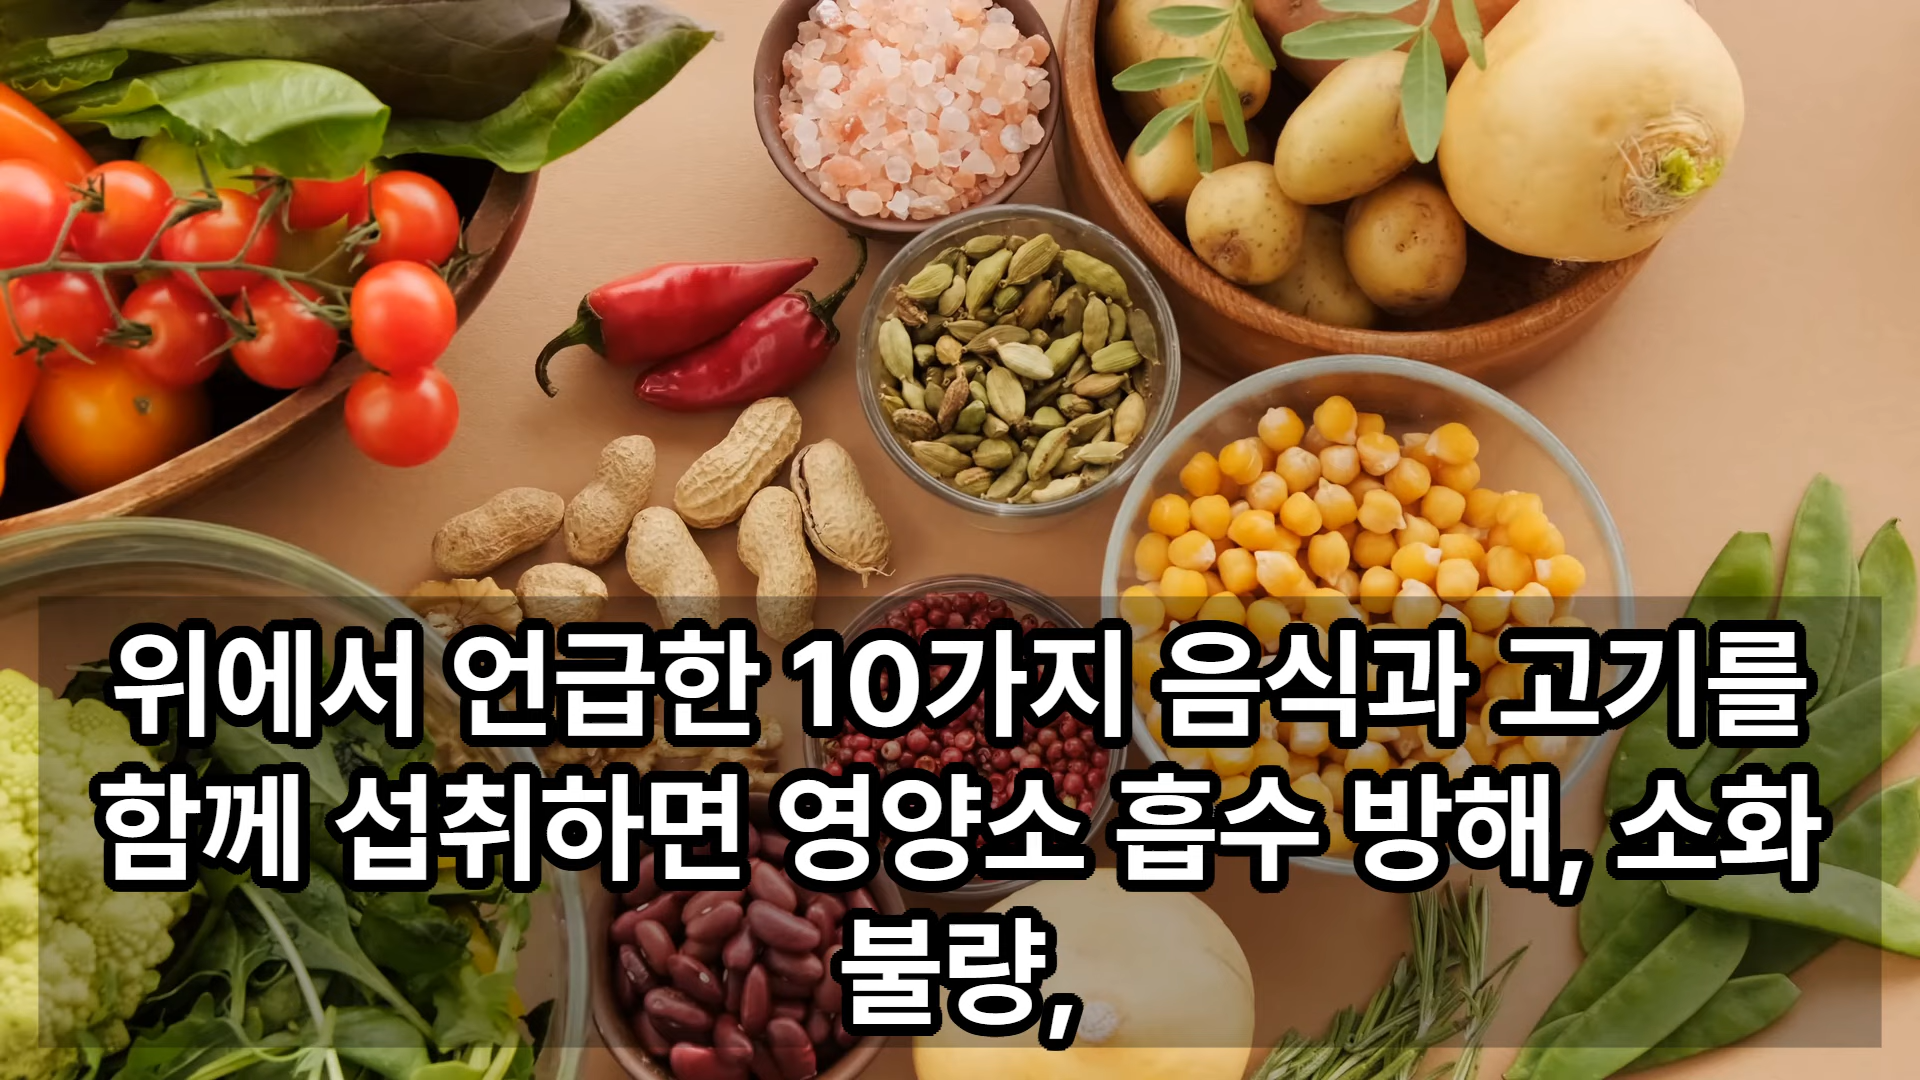 위에서 언급한 10가지 음식과 고기를
함께 섭취하면 영양소 흡수 방해, 소화
불량,